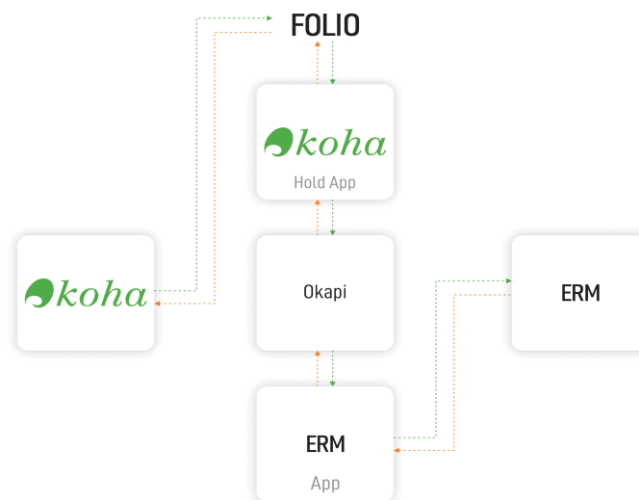 FOLIO
koha
Hold App
koha
Okapi
ERM
ERM
App